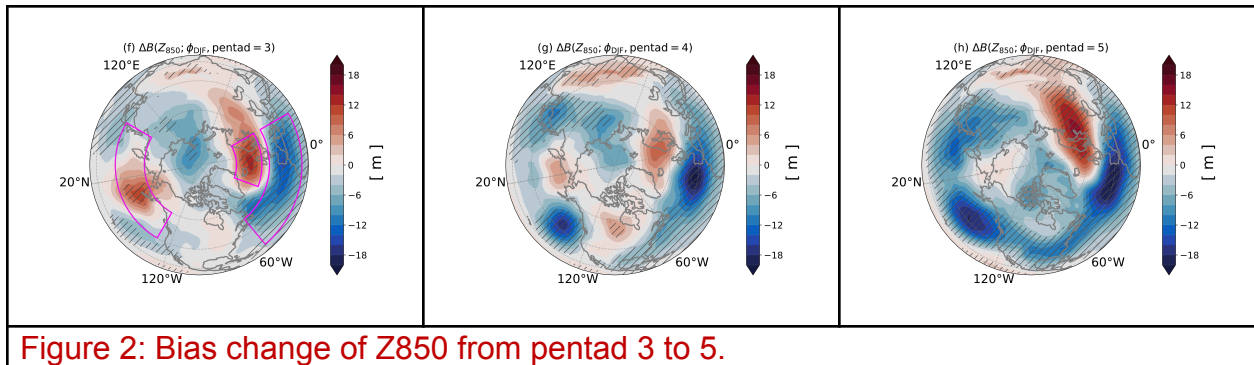 (f) ΔB(Z₈₅₀; ϕ_DJF, pentad = 3)
120°E
0°
20°N
60°W
120°W
18
12
6
0
−6
−12
−18
[ m ]
(g) ΔB(Z₈₅₀; ϕ_DJF, pentad = 4)
120°E
0°
20°N
60°W
120°W
18
12
6
0
−6
−12
−18
[ m ]
(h) ΔB(Z₈₅₀; ϕ_DJF, pentad = 5)
120°E
0°
20°N
60°W
120°W
18
12
6
0
−6
−12
−18
[ m ]
Figure 2: Bias change of Z850 from pentad 3 to 5.